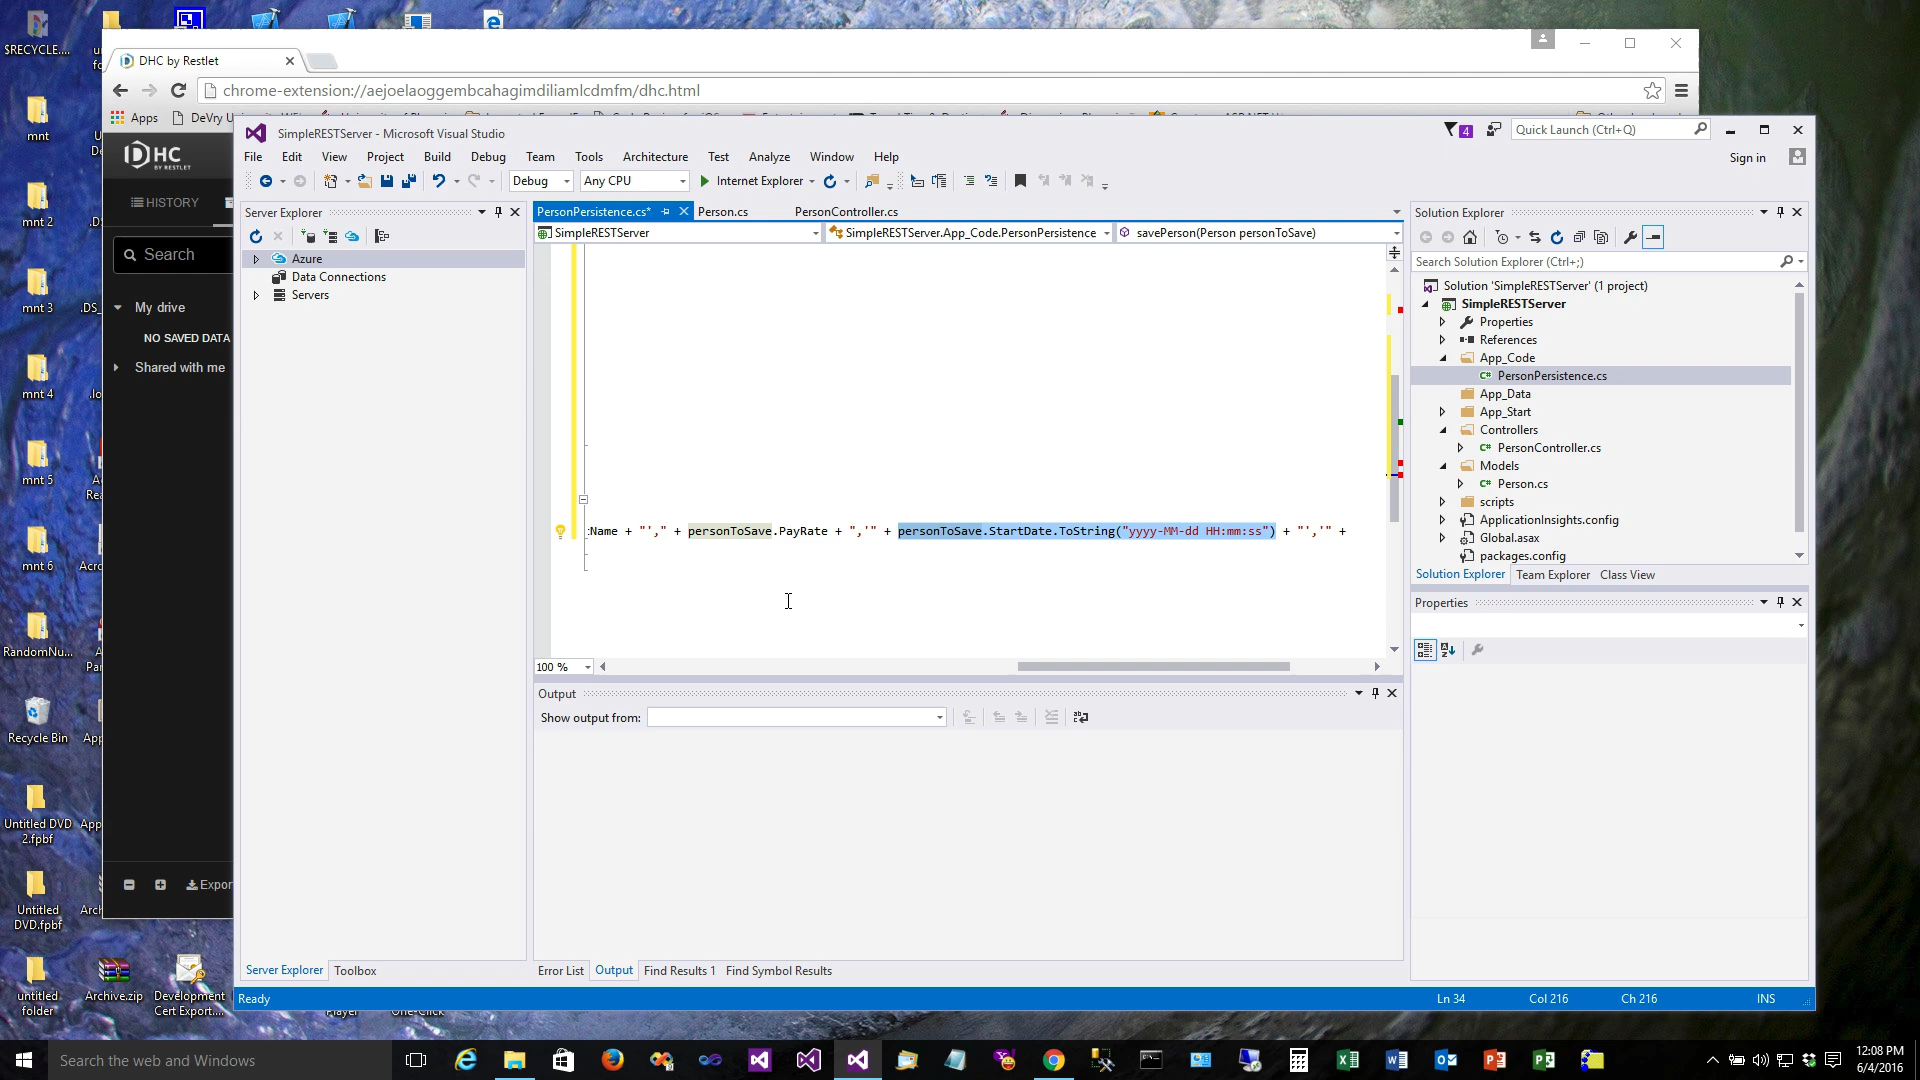 $RECYCLE....
DHC by Restlet
chrome-extension://aejoelaoggembcahagimdiliamlcdmfm/dhc.html
Apps
DeVry U
mnt
mnt 2
mnt 3
mnt 4
mnt 5
mnt 6
RandomNu...
Recycle Bin
Untitled DVD
2.fpbf
Untitled
DVD.fpbf
untitled
folder
Archive.zip
Development
Cert Export....
Player
One-Click
DHC
BY RESTLET
HISTORY
Search
My drive
NO SAVED DATA
Shared with me
Expor
SimpleRESTServer - Microsoft Visual Studio
4
Quick Launch (Ctrl+Q)
File Edit View Project Build Debug Team Tools Architecture Test Analyze Window Help
Sign in
Debug
Any CPU
Internet Explorer
Server Explorer
Azure
Data Connections
Servers
Server Explorer
Toolbox
PersonPersistence.cs*
Person.cs
PersonController.cs
SimpleRESTServer
SimpleRESTServer.App_Code.PersonPersistence
savePerson(Person personToSave)
Name + "'," + personToSave.PayRate + ",'" + personToSave.StartDate.ToString("yyyy-MM-dd HH:mm:ss") + "','" +
100 %
Output
Show output from:
Error List
Output
Find Results 1
Find Symbol Results
Solution Explorer
Search Solution Explorer (Ctrl+;)
Solution 'SimpleRESTServer' (1 project)
SimpleRESTServer
Properties
References
App_Code
C# PersonPersistence.cs
App_Data
App_Start
Controllers
C# PersonController.cs
Models
C# Person.cs
scripts
ApplicationInsights.config
Global.asax
packages.config
Solution Explorer
Team Explorer
Class View
Properties
Ready
Ln 34
Col 216
Ch 216
INS
Search the web and Windows
12:08 PM
6/4/2016